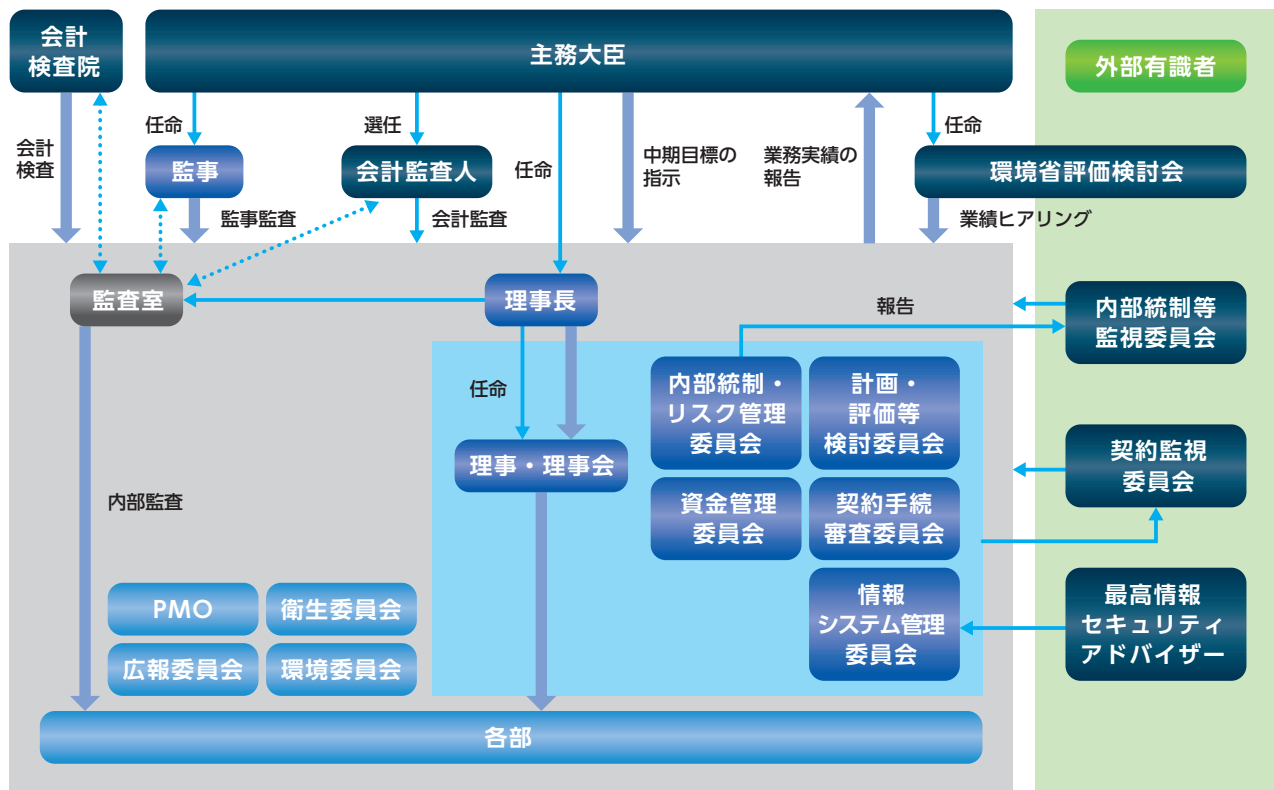 会計
検査院
主務大臣
外部有識者
会計
検査
任命
選任
任命
中期目標の
指示
業務実績の
報告
任命
監事
会計監査人
環境省評価検討会
監事監査
会計監査
業績ヒアリング
監査室
理事長
報告
内部統制等
監視委員会
任命
内部統制・
リスク管理
委員会
計画・
評価等
検討委員会
理事・理事会
契約監視
委員会
内部監査
資金管理
委員会
契約手続
審査委員会
PMO
衛生委員会
情報
システム管理
委員会
最高情報
セキュリティ
アドバイザー
広報委員会
環境委員会
各部